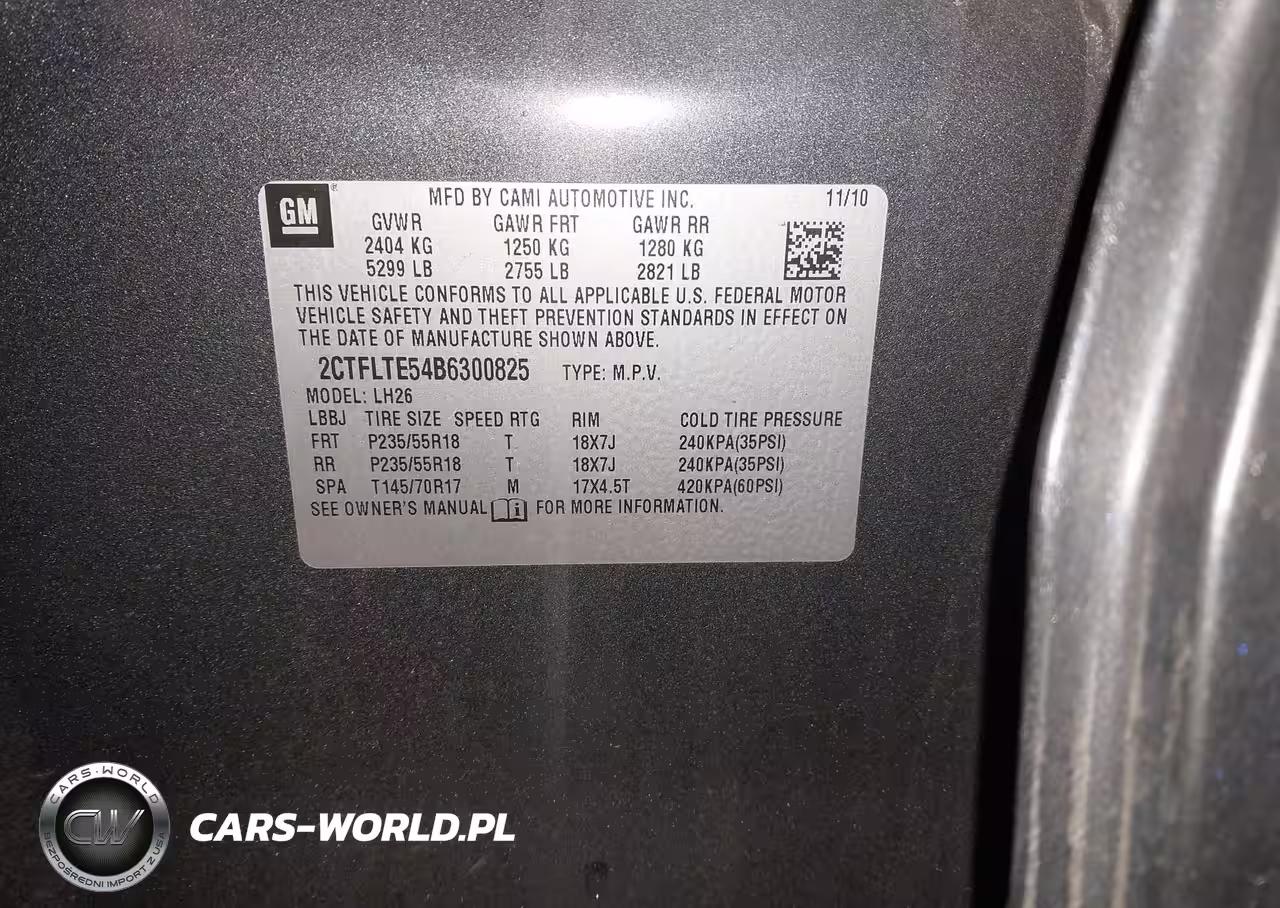 GM
MFD BY CAMI AUTOMOTIVE INC. 11/10
GVWR GAWR FRT GAWR RR
2404 KG 1250 KG 1280 KG
5299 LB 2755 LB 2821 LB
THIS VEHICLE CONFORMS TO ALL APPLICABLE U.S. FEDERAL MOTOR
VEHICLE SAFETY AND THEFT PREVENTION STANDARDS IN EFFECT ON
THE DATE OF MANUFACTURE SHOWN ABOVE.
2CTFLTE54B6300825 TYPE: M.P.V.
MODEL: LH26
LBBJ TIRE SIZE SPEED RTG RIM COLD TIRE PRESSURE
FRT P235/55R18 T 18X7J 240KPA(35PSI)
RR P235/55R18 T 18X7J 240KPA(35PSI)
SPA T145/70R17 M 17X4.5T 420KPA(60PSI)
SEE OWNER'S MANUAL i FOR MORE INFORMATION.
CARS-WORLD
CW
BEZPOŚREDNI IMPORT Z USA
CARS-WORLD.PL